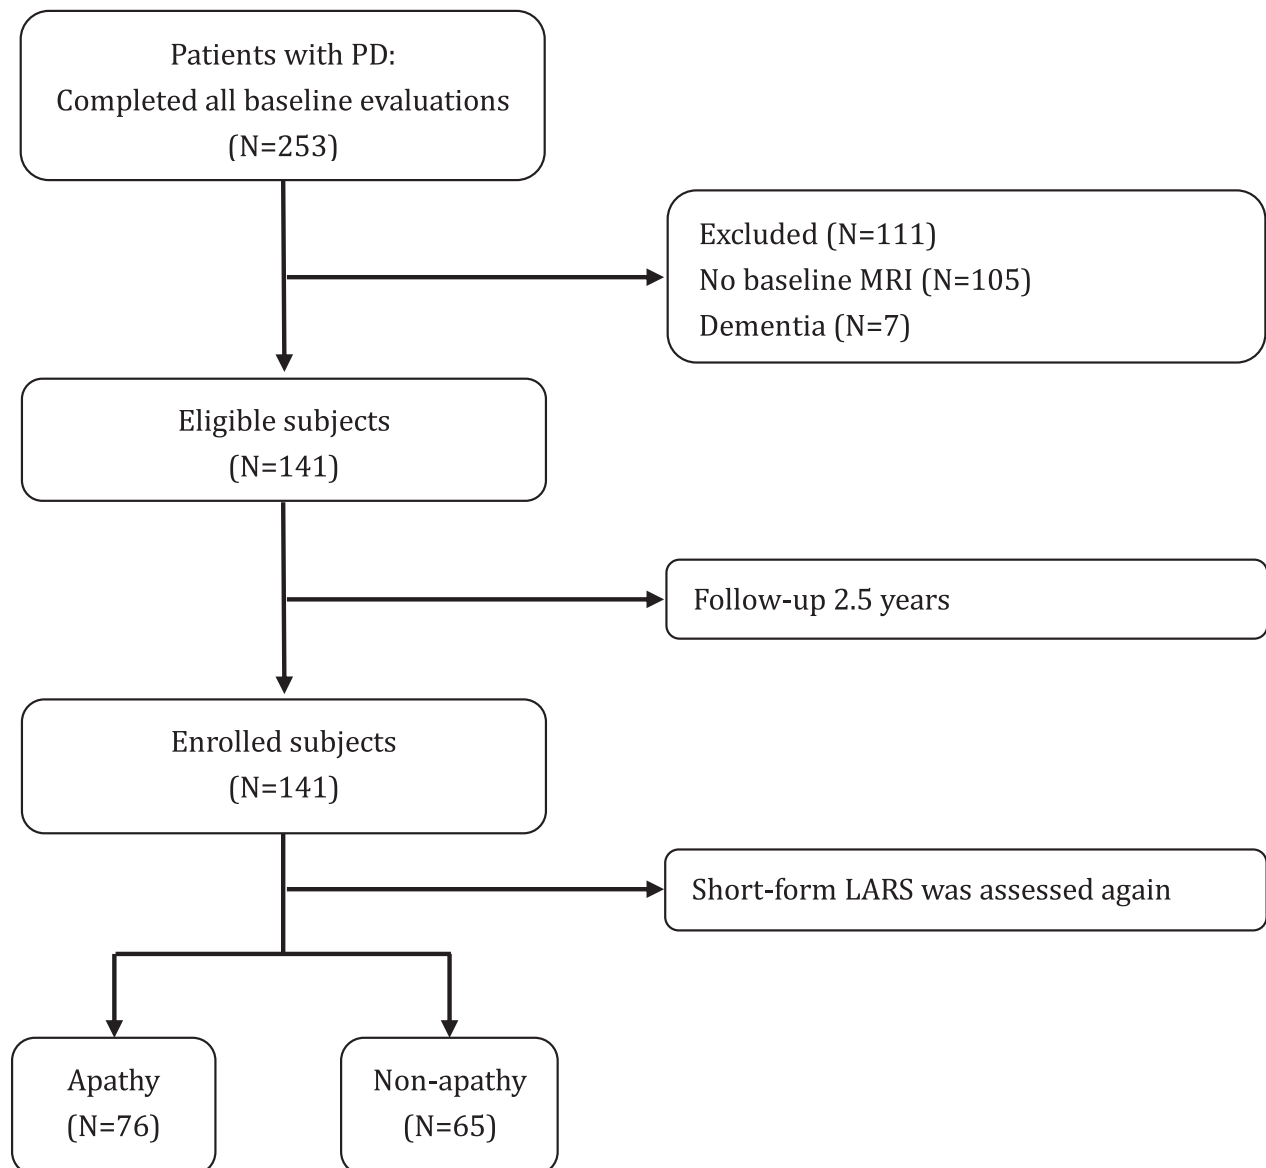 Patients with PD:
Completed all baseline evaluations
(N=253)
Excluded (N=111)
No baseline MRI (N=105)
Dementia (N=7)
Eligible subjects
(N=141)
Follow-up 2.5 years
Enrolled subjects
(N=141)
Short-form LARS was assessed again
Apathy
(N=76)
Non-apathy
(N=65)